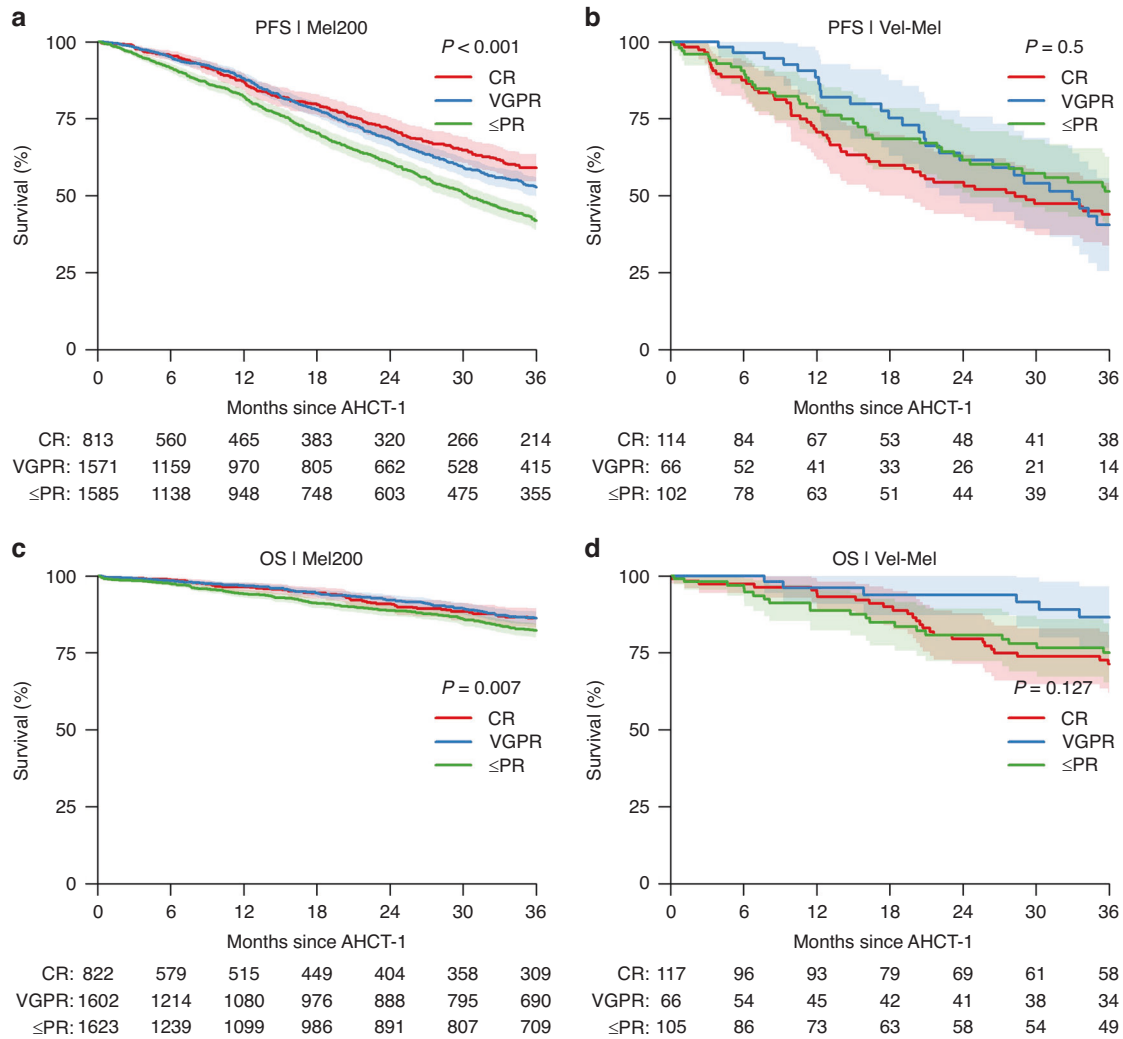 a
PFS | Mel200
P < 0.001
CR
VGPR
≤PR
Survival (%)
100
75
50
25
0
0 6 12 18 24 30 36
Months since AHCT-1
CR: 813 560 465 383 320 266 214
VGPR: 1571 1159 970 805 662 528 415
≤PR: 1585 1138 948 748 603 475 355
b
PFS | Vel-Mel
P = 0.5
CR
VGPR
≤PR
Survival (%)
100
75
50
25
0
0 6 12 18 24 30 36
Months since AHCT-1
CR: 114 84 67 53 48 41 38
VGPR: 66 52 41 33 26 21 14
≤PR: 102 78 63 51 44 39 34
c
OS | Mel200
P = 0.007
CR
VGPR
≤PR
Survival (%)
100
75
50
25
0
0 6 12 18 24 30 36
Months since AHCT-1
CR: 822 579 515 449 404 358 309
VGPR: 1602 1214 1080 976 888 795 690
≤PR: 1623 1239 1099 986 891 807 709
d
OS | Vel-Mel
P = 0.127
CR
VGPR
≤PR
Survival (%)
100
75
50
25
0
0 6 12 18 24 30 36
Months since AHCT-1
CR: 117 96 93 79 69 61 58
VGPR: 66 54 45 42 41 38 34
≤PR: 105 86 73 63 58 54 49